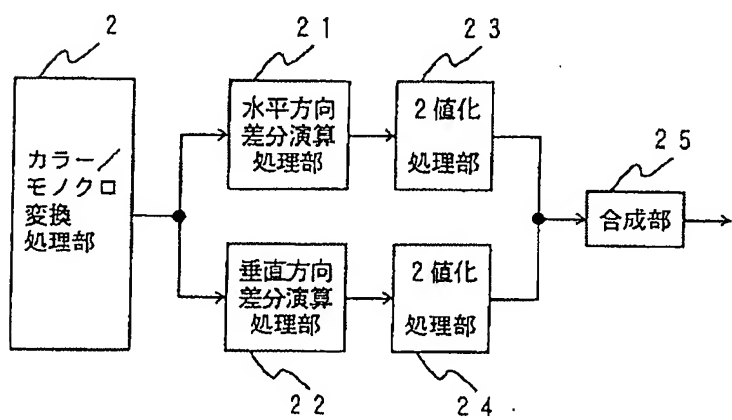 2
カラー／
モノクロ
変換
処理部
21
水平方向
差分演算
処理部
23
2値化
処理部
25
合成部
垂直方向
差分演算
処理部
22
2値化
処理部
24